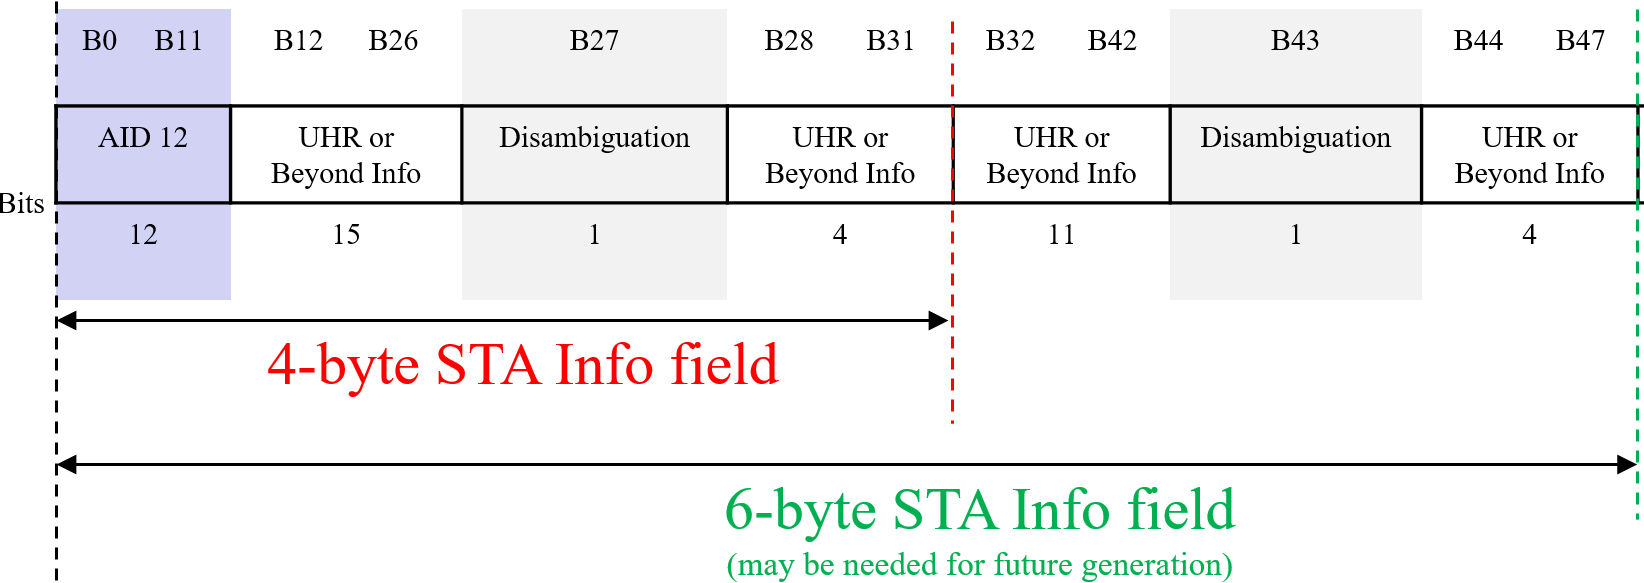 B0 B11 B12 B26 B27 B28 B31 B32 B42 B43 B44 B47
AID 12 UHR or Disambiguation UHR or UHR or Disambiguation UHR or
Beyond Info Beyond Info Beyond Info Beyond Info
Bits
12 15 1 4 11 1 4
4-byte STA Info field
6-byte STA Info field
(may be needed for future generation)